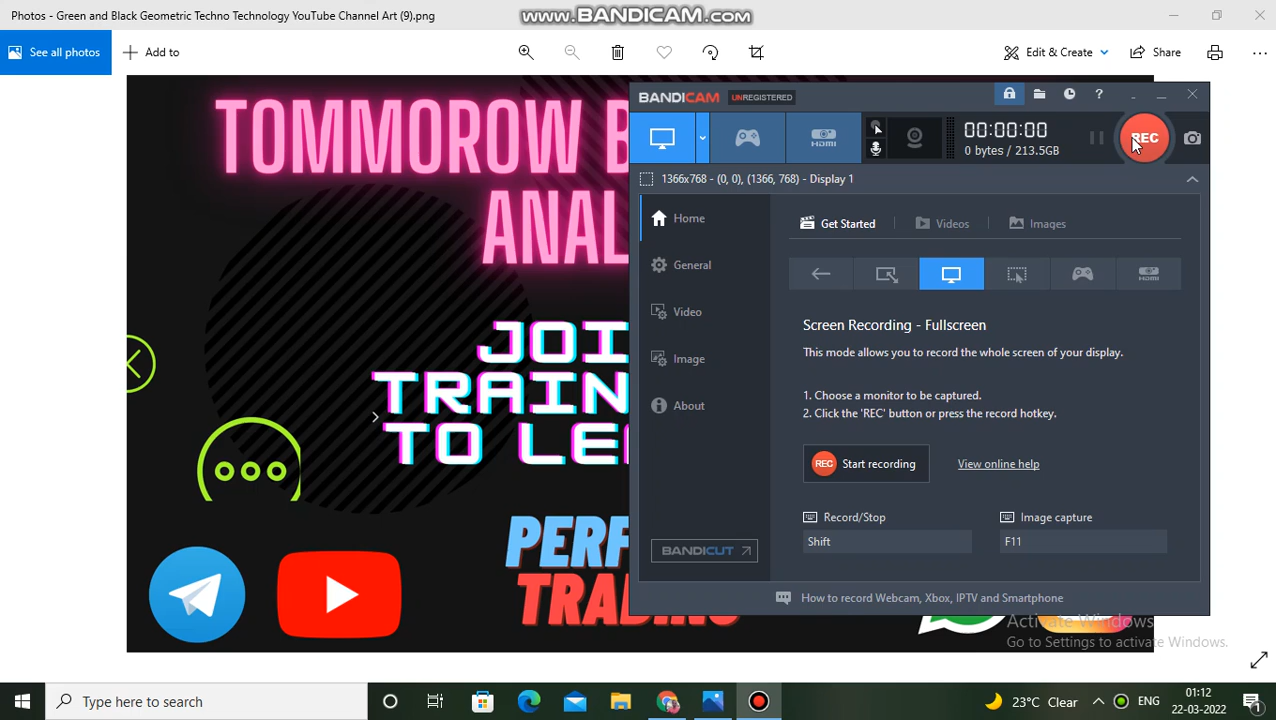 Photos - Green and Black Geometric Techno Technology YouTube Channel Art (9).png
www.BANDICAM.com
See all photos
Add to
Edit & Create
Share
BANDICAM UNREGISTERED
00:00:00
0 bytes / 213.5GB
REC
HDMI
1366x768 - (0, 0), (1366, 768) - Display 1
Home
General
Video
Image
About
BANDICUT
Get Started
Videos
Images
HDMI
Screen Recording - Fullscreen
This mode allows you to record the whole screen of your display.
1. Choose a monitor to be captured.
2. Click the 'REC' button or press the record hotkey.
REC Start recording
View online help
Record/Stop
Shift
Image capture
F11
How to record Webcam, Xbox, IPTV and Smartphone
TOMMOROW B
ANAL
JOI
TRAIN
TO LE
PERF
TRADING
Activate Windows
Go to Settings to activate Windows.
Type here to search
23°C Clear
ENG
01:12
22-03-2022
1